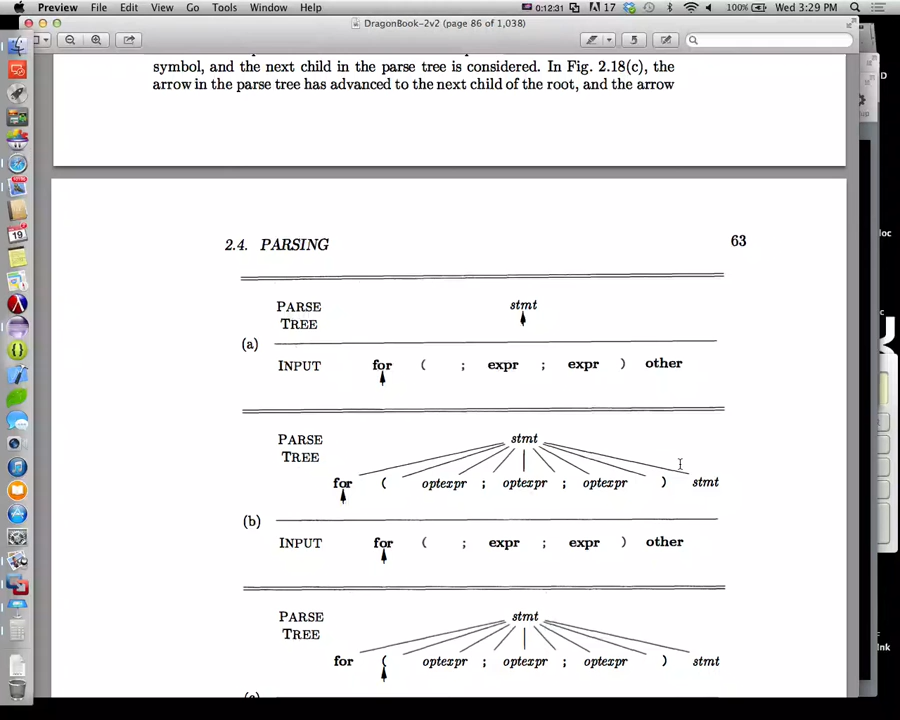 Preview File Edit View Go Tools Window Help 0:12:31 17 100% Wed 3:29 PM
DragonBook-2v2 (page 86 of 1,038)
symbol, and the next child in the parse tree is considered. In Fig. 2.18(c), the
arrow in the parse tree has advanced to the next child of the root, and the arrow
2.4. PARSING 63
PARSE
TREE
stmt
(a)
INPUT for ( ; expr ; expr ) other
PARSE
TREE
stmt
for ( optexpr ; optexpr ; optexpr ) stmt
(b)
INPUT for ( ; expr ; expr ) other
PARSE
TREE
stmt
for ( optexpr ; optexpr ; optexpr ) stmt